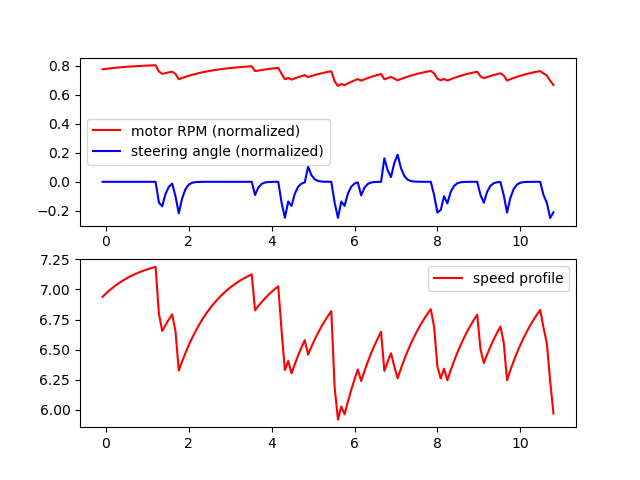 0.8
0.6
0.4
0.2
0.0
−0.2
motor RPM (normalized)
steering angle (normalized)
0 2 4 6 8 10
7.25
7.00
6.75
6.50
6.25
6.00
speed profile
0 2 4 6 8 10